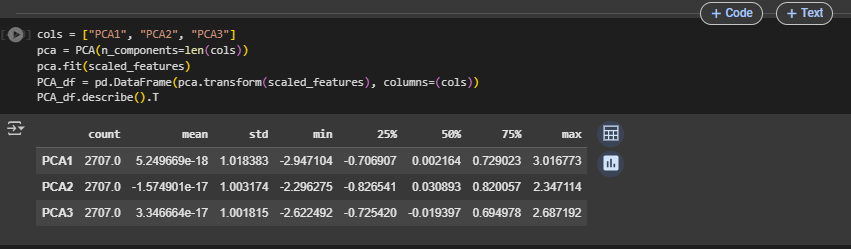 + Code + Text
cols = ["PCA1", "PCA2", "PCA3"]
pca = PCA(n_components=len(cols))
pca.fit(scaled_features)
PCA_df = pd.DataFrame(pca.transform(scaled_features), columns=(cols))
PCA_df.describe().T
count mean std min 25% 50% 75% max
PCA1 2707.0 5.249669e-18 1.018383 -2.947104 -0.706907 0.002164 0.729023 3.016773
PCA2 2707.0 -1.574901e-17 1.003174 -2.296275 -0.826541 0.030893 0.820057 2.347114
PCA3 2707.0 3.346664e-17 1.001815 -2.622492 -0.725420 -0.019397 0.694978 2.687192